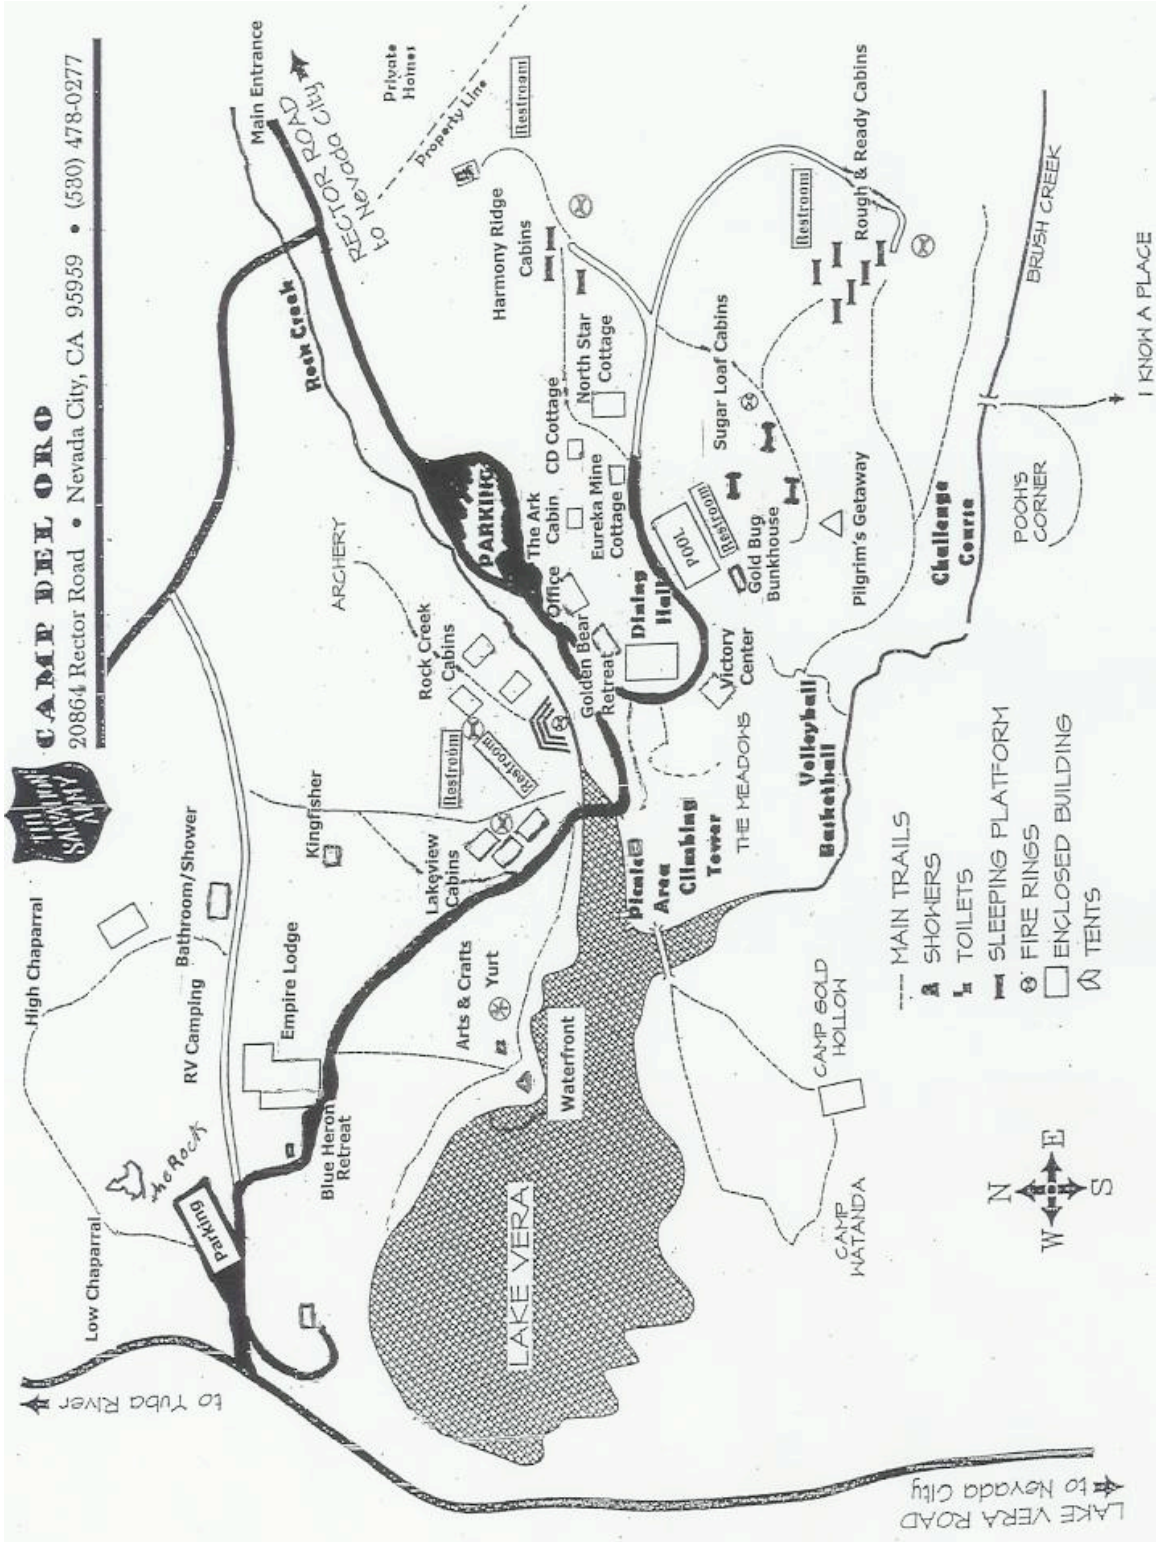 THE
SALVATION
ARMY
CAMP DEL ORO
20864 Rector Road • Nevada City, CA 95959 • (530) 478-0277
to Yuba River
Low Chaparral
High Chaparral
the Rock
Parking
RV Camping
Bathroom/Shower
Empire Lodge
Kingfisher
Blue Heron
Retreat
Lakeview
Cabins
Restroom
Restroom
Rock Creek
Cabins
ARCHERY
Rock Creek
Main Entrance
RECTOR ROAD
to Nevada City
Private
Homes
Property Line
Restroom
PARKING
Arts & Crafts
Yurt
Waterfront
LAKE VERA
Office
The Ark
Cabin
CD Cottage
Eureka Mine
Cottage
North Star
Cottage
Harmony Ridge
Cabins
Golden Bear
Retreat
Dining
Hall
POOL
Restroom
Gold Bug
Bunkhouse
Sugar Loaf Cabins
Restroom
Rough & Ready Cabins
Picnic
Area
Climbing
Tower
THE MEADOWS
Victory
Center
Volleyball
Basketball
Pilgrim's Getaway
Challenge
Course
BRUSH CREEK
POOH'S
CORNER
I KNOW A PLACE
CAMP GOLD
HOLLOW
CAMP
WATANDA
LAKE VERA ROAD
to Nevada City
N
W E
S
MAIN TRAILS
SHOWERS
TOILETS
SLEEPING PLATFORM
FIRE RINGS
ENCLOSED BUILDING
TENTS